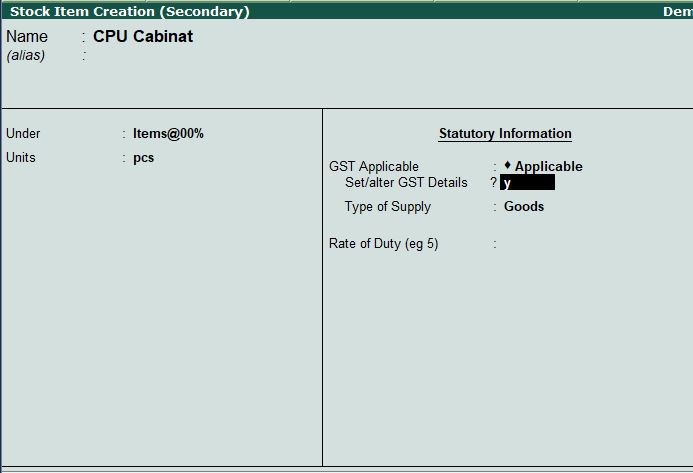 Stock Item Creation (Secondary) Dem
Name : CPU Cabinat
(alias) :
Under : Items@00%
Units : pcs
Statutory Information
GST Applicable : ♦ Applicable
Set/alter GST Details ? y
Type of Supply : Goods
Rate of Duty (eg 5) :